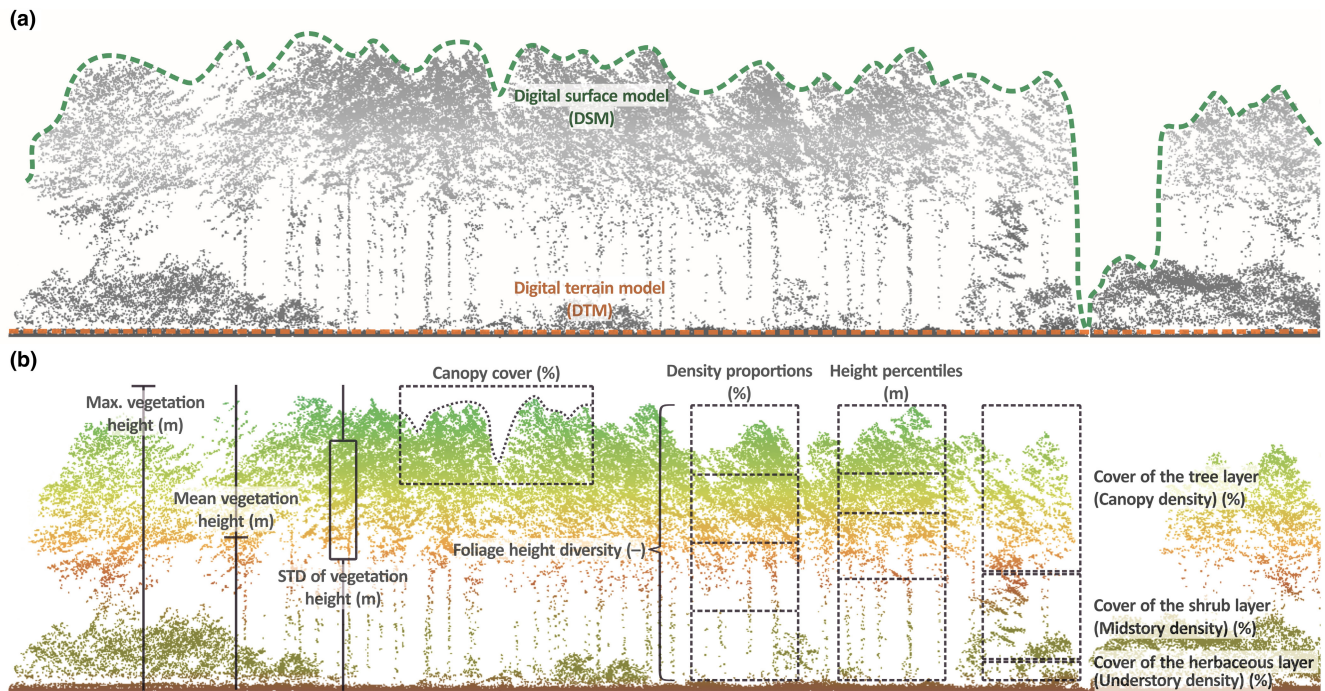 (a)
Digital surface model
(DSM)
Digital terrain model
(DTM)
(b)
Max. vegetation
height (m)
Mean vegetation
height (m)
STD of vegetation
height (m)
Canopy cover (%)
Foliage height diversity (–)
Density proportions
(%)
Height percentiles
(m)
Cover of the tree layer
(Canopy density) (%)
Cover of the shrub layer
(Midstory density) (%)
Cover of the herbaceous layer
(Understory density) (%)